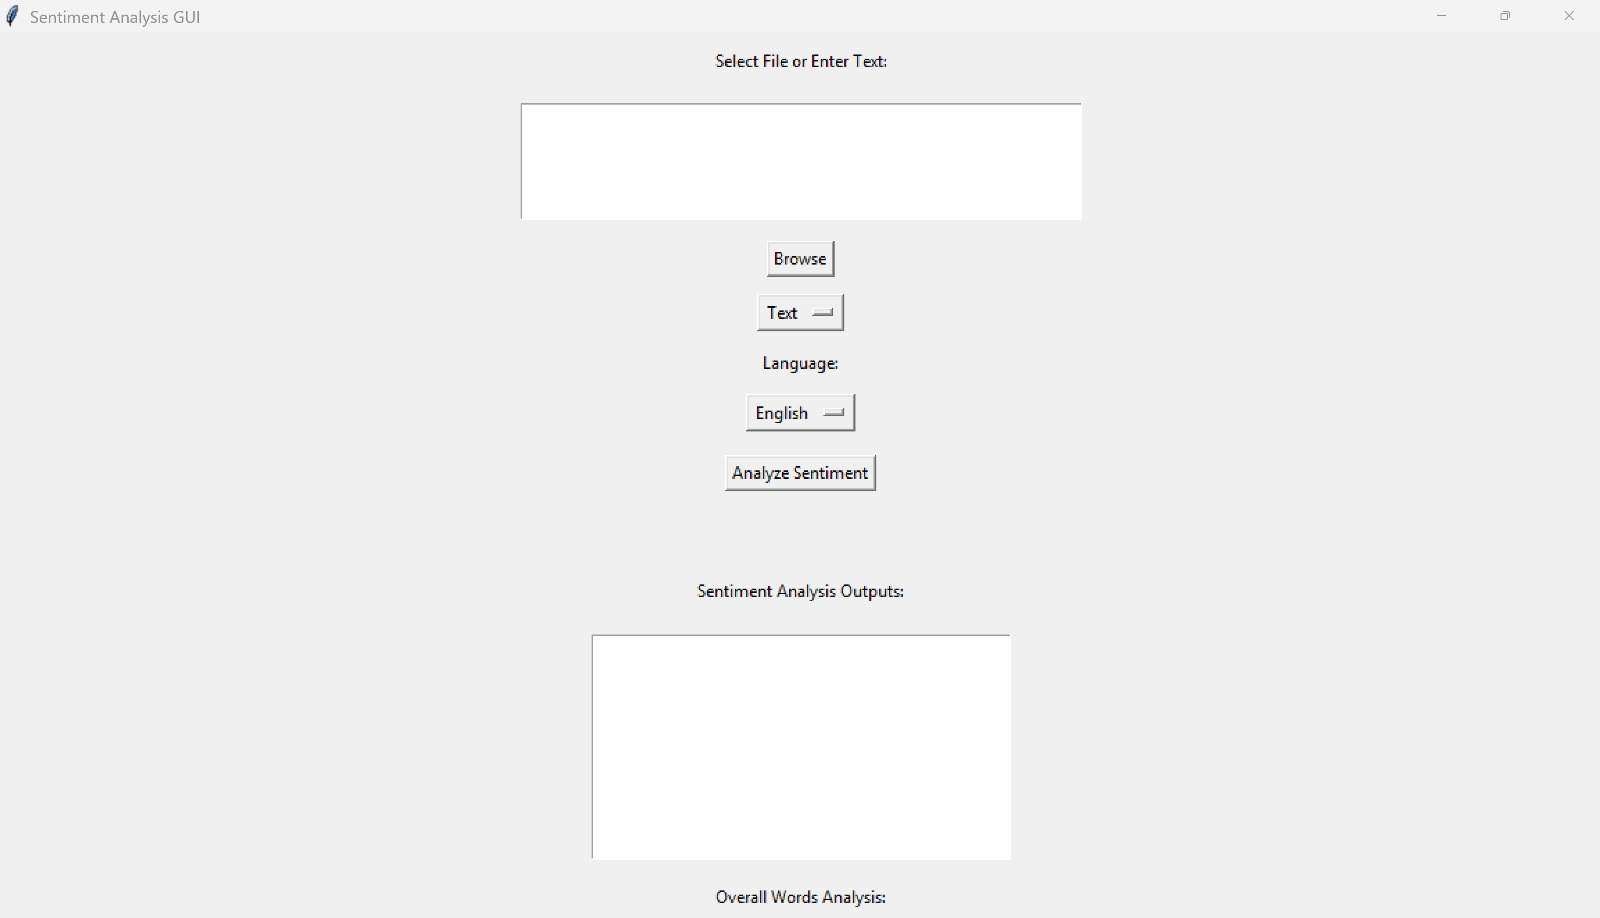 Sentiment Analysis GUI
Select File or Enter Text:
Browse
Text
Language:
English
Analyze Sentiment
Sentiment Analysis Outputs:
Overall Words Analysis: